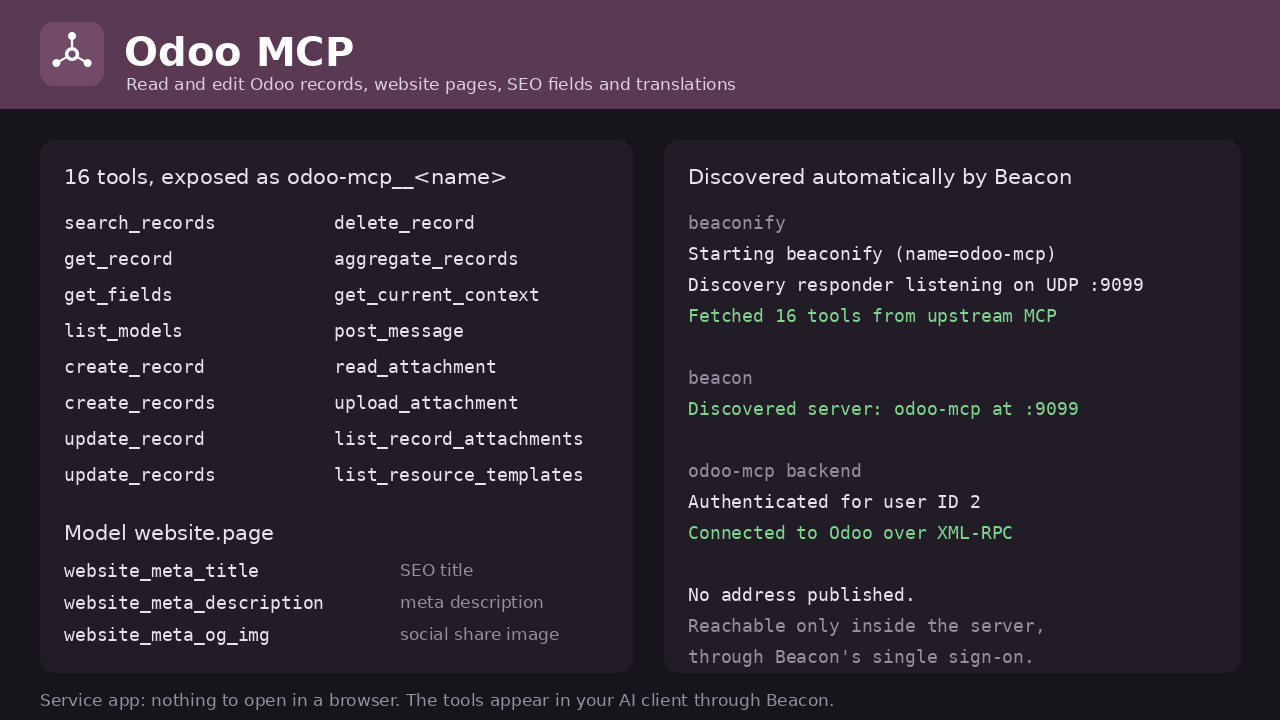 Odoo MCP
Read and edit Odoo records, website pages, SEO fields and translations
16 tools, exposed as odoo-mcp__<name>
search_records delete_record
get_record aggregate_records
get_fields get_current_context
list_models post_message
create_record read_attachment
create_records upload_attachment
update_record list_record_attachments
update_records list_resource_templates
Model website.page
website_meta_title SEO title
website_meta_description meta description
website_meta_og_img social share image
Discovered automatically by Beacon
beaconify
Starting beaconify (name=odoo-mcp)
Discovery responder listening on UDP :9099
Fetched 16 tools from upstream MCP
beacon
Discovered server: odoo-mcp at :9099
odoo-mcp backend
Authenticated for user ID 2
Connected to Odoo over XML-RPC
No address published.
Reachable only inside the server,
through Beacon's single sign-on.
Service app: nothing to open in a browser. The tools appear in your AI client through Beacon.